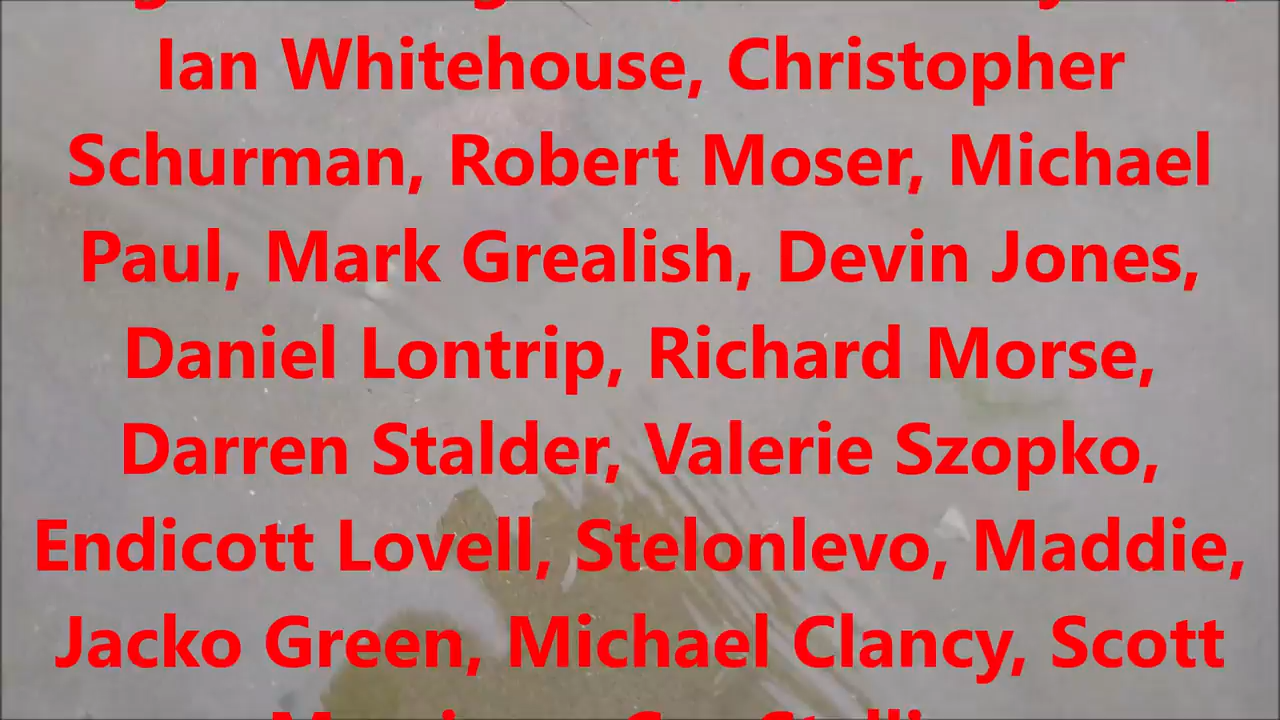 Ian Whitehouse, Christopher
Schurman, Robert Moser, Michael
Paul, Mark Grealish, Devin Jones,
Daniel Lontrip, Richard Morse,
Darren Stalder, Valerie Szopko,
Endicott Lovell, Stelonlevo, Maddie,
Jacko Green, Michael Clancy, Scott